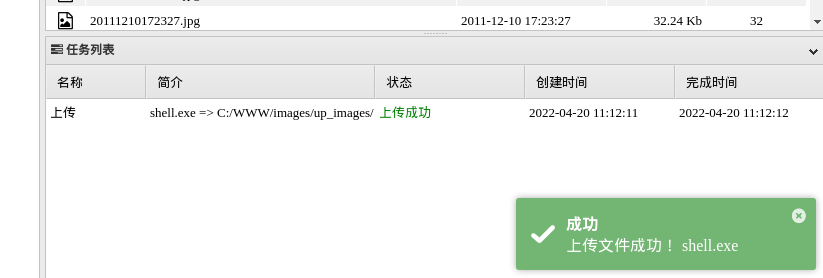 20111210172327.jpg 2011-12-10 17:23:27 32.24 Kb 32
任务列表
名称 简介 状态 创建时间 完成时间
上传 shell.exe => C:/WWW/images/up_images/ 上传成功 2022-04-20 11:12:11 2022-04-20 11:12:12
成功
上传文件成功！ shell.exe